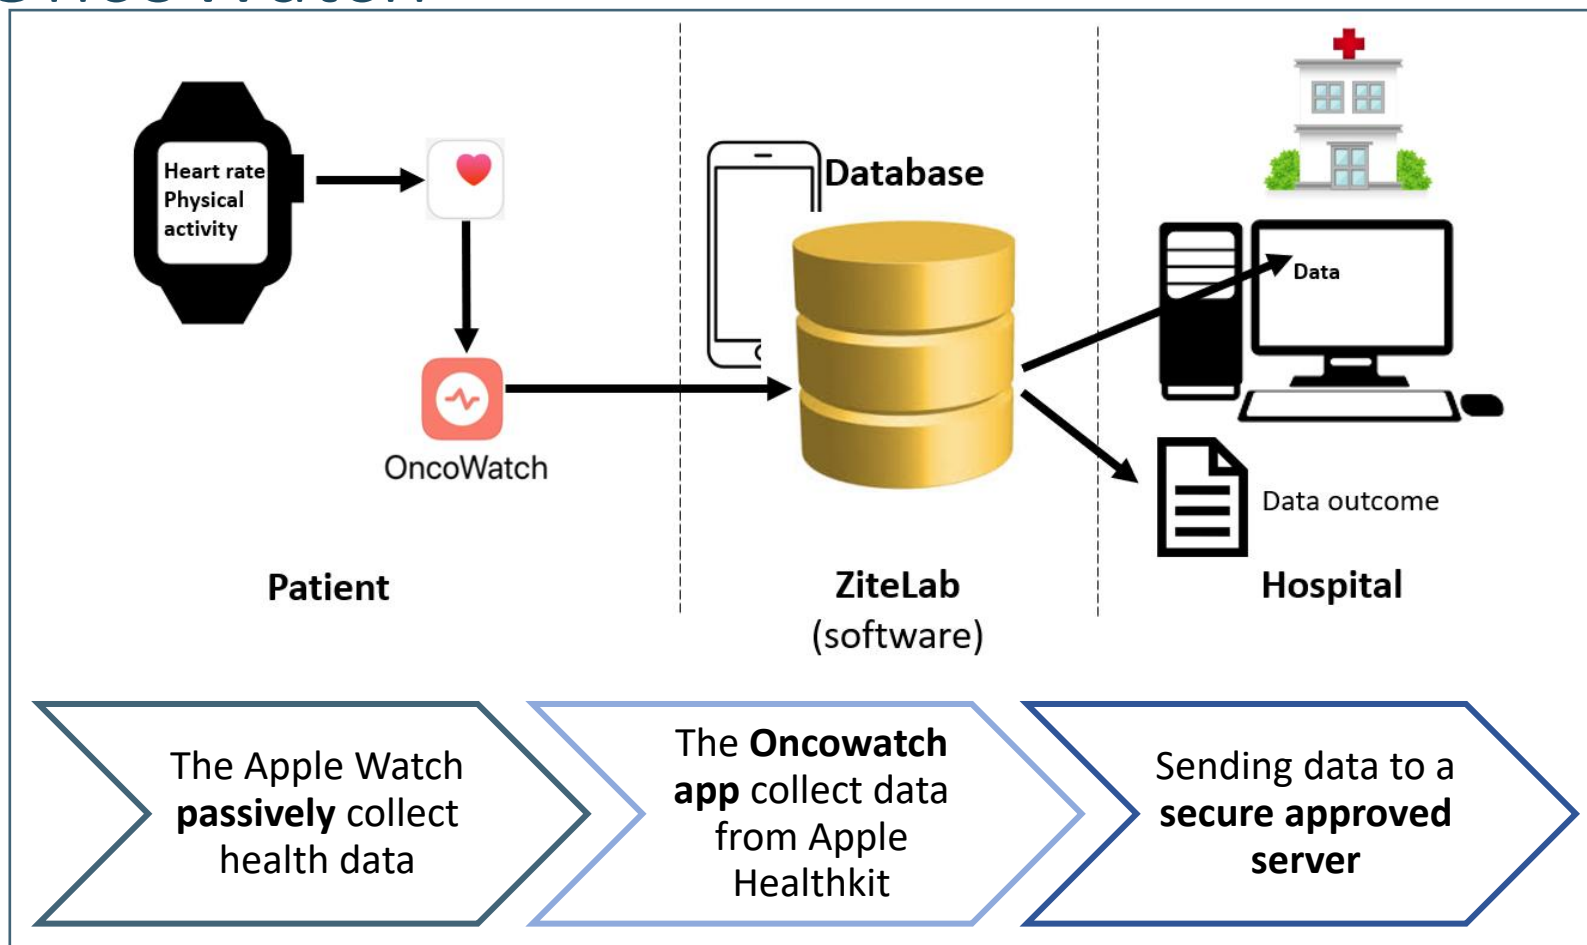 Heart rate
Physical
activity
OncoWatch
Database
Data
Data outcome
Patient
ZiteLab
(software)
Hospital
The Apple Watch
passively collect
health data
The Oncowatch
app collect data
from Apple
Healthkit
Sending data to a
secure approved
server